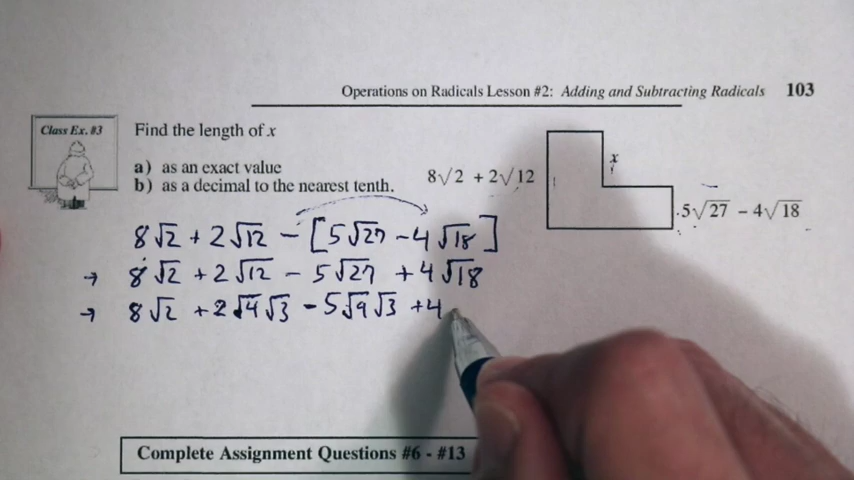 Operations on Radicals Lesson #2: Adding and Subtracting Radicals 103
Class Ex. #3
Find the length of x
a) as an exact value
b) as a decimal to the nearest tenth.
8√2 + 2√12
x
5√27 - 4√18
8√2 + 2√12 - [5√27 - 4√18]
→ 8√2 + 2√12 - 5√27 + 4√18
→ 8√2 + 2√4√3 - 5√9√3 + 4
Complete Assignment Questions #6 - #13